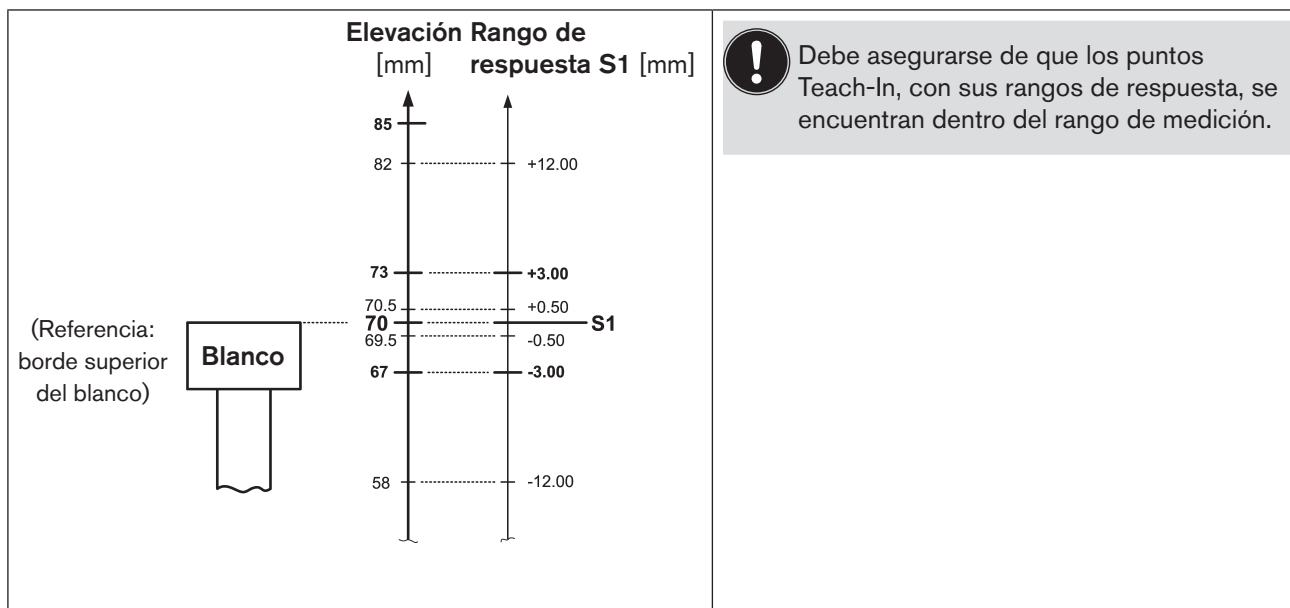 Elevación Rango de
[mm] respuesta S1 [mm]
85
82 +12.00
73 +3.00
70.5 +0.50
70 S1
69.5 -0.50
67 -3.00
58 -12.00
(Referencia:
borde superior
del blanco)
Blanco
Debe asegurarse de que los puntos
Teach-In, con sus rangos de respuesta, se
encuentran dentro del rango de medición.